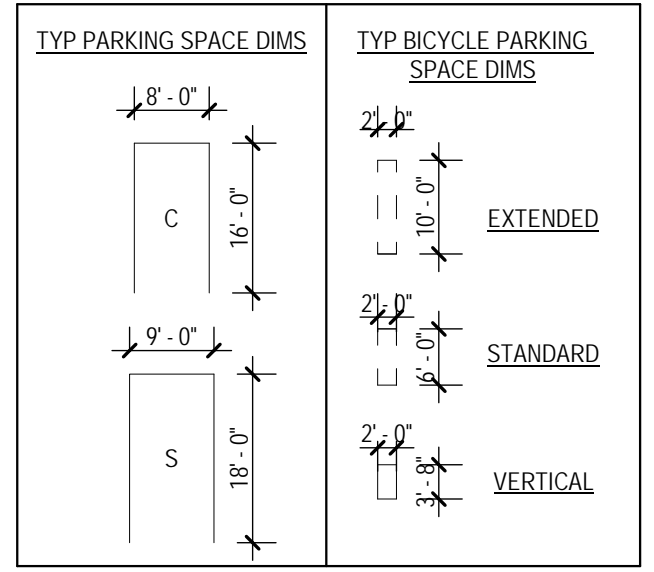 TYP PARKING SPACE DIMS
8' - 0"
C
16' - 0"
9' - 0"
S
18' - 0"
TYP BICYCLE PARKING
SPACE DIMS
2' - 0"
10' - 0"
EXTENDED
2' - 0"
6' - 0"
STANDARD
2' - 0"
3' - 8"
VERTICAL